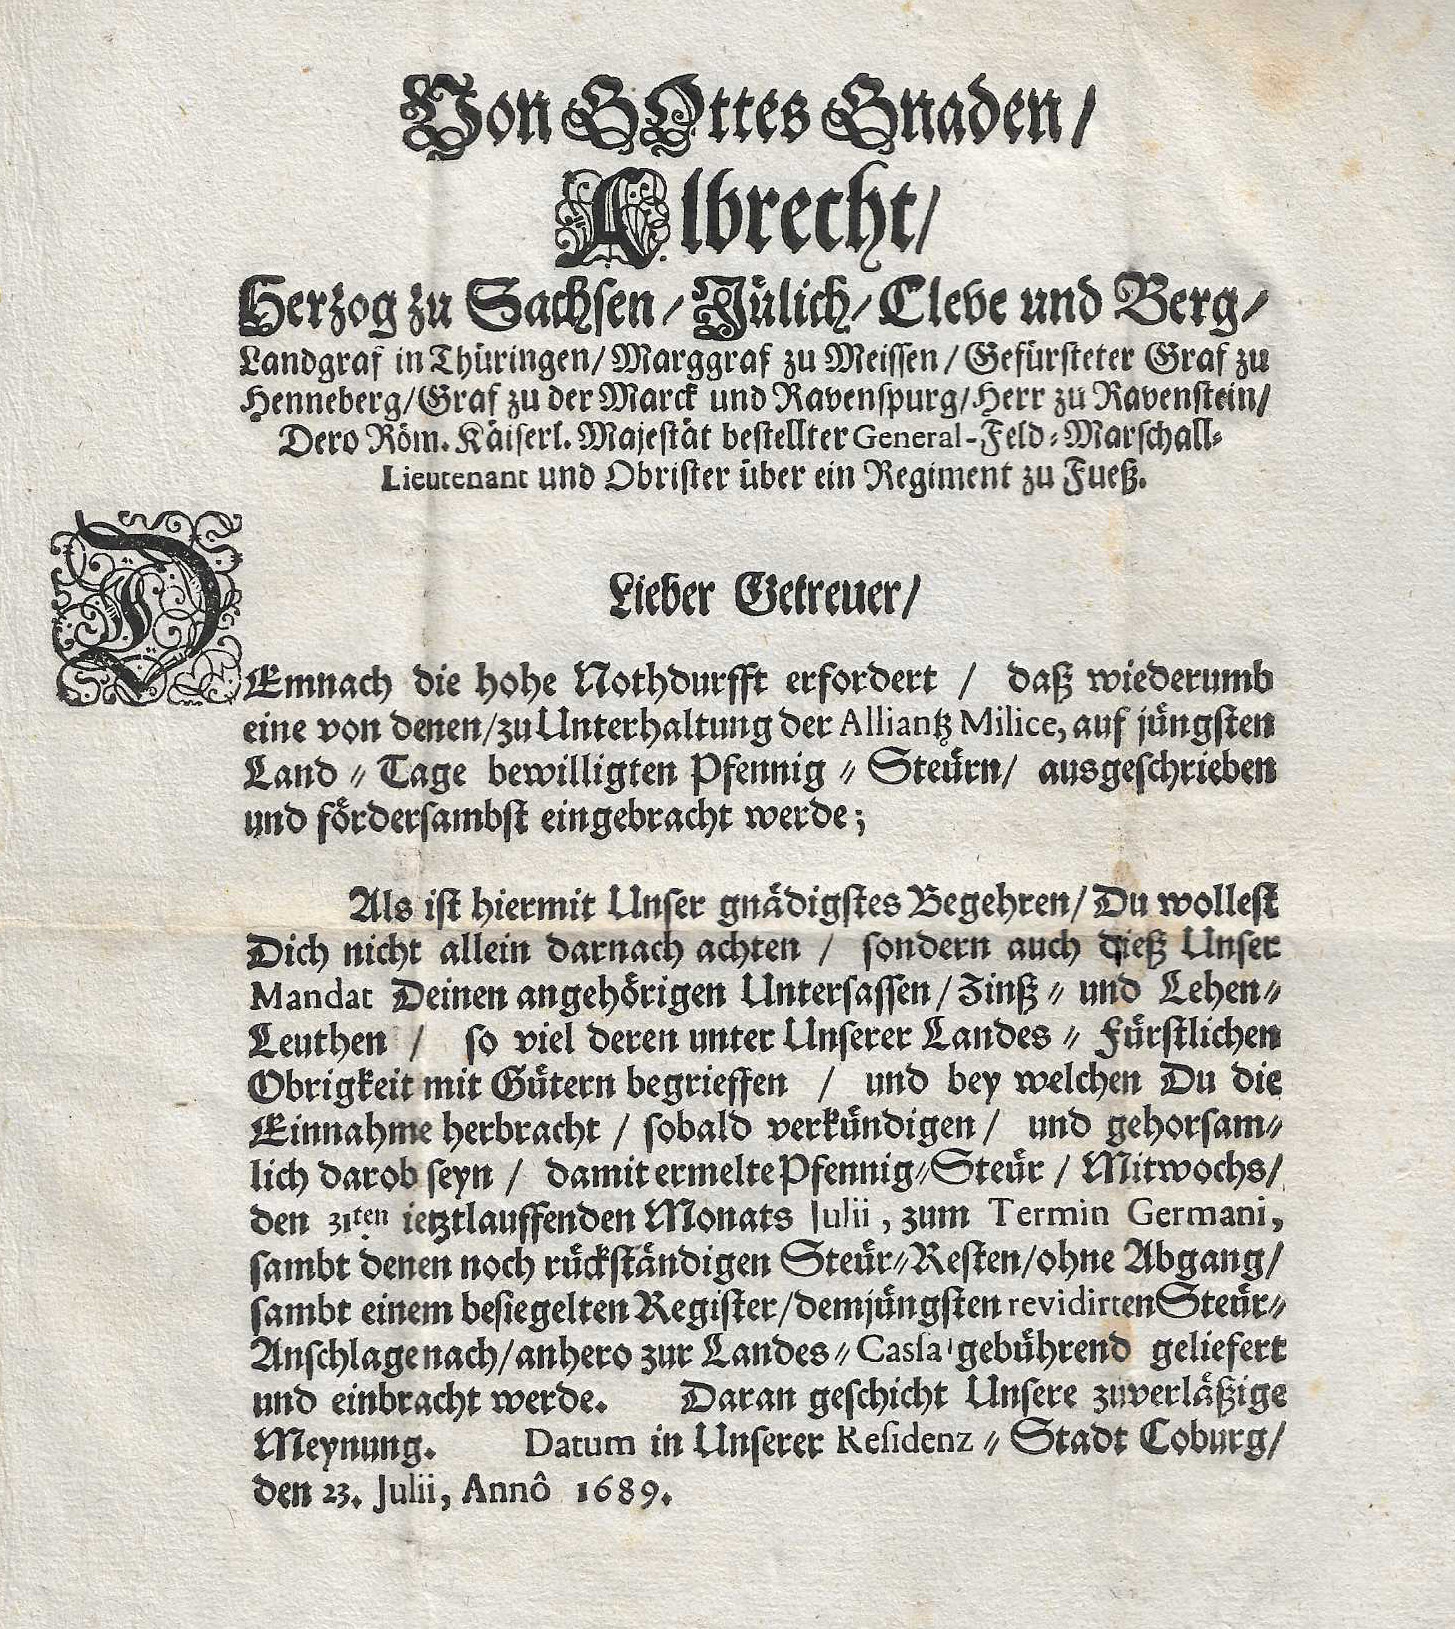 Von GOttes Gnaden/
Albrecht/
Herzog zu Sachsen/ Jülich/ Cleve und Berg/
Landgraf in Thüringen/ Marggraf zu Meissen/ Gefürsteter Graf zu
Henneberg/ Graf zu der Marck und Ravenspurg/ Herr zu Ravenstein/
Dero Röm. Käiserl. Majestät bestellter General-Feld-Marschall-
Lieutenant und Obrister über ein Regiment zu Fueß.
Lieber Getreuer/
DEmnach die hohe Nothdurfft erfordert / daß wiederumb
eine von denen/ zu Unterhaltung der Alliantz Milice, auf jüngsten
Land-Tage bewilligten Pfennig-Steürn/ ausgeschrieben
und fördersambst eingebracht werde;
Als ist hiermit Unser gnädigstes Begehren/ Du wollest
Dich nicht allein darnach achten / sondern auch dieß Unser
Mandat Deinen angehörigen Untersassen/ Zinß- und Lehen-
Leuthen / so viel deren unter Unserer Landes-Fürstlichen
Obrigkeit mit Gütern begrieffen / und bey welchen Du die
Einnahme herbracht / sobald verkündigen / und gehorsam-
lich darob seyn / damit ermelte Pfennig-Steür / Mitwochs/
den 31ten ietztlauffenden Monats Julii, zum Termin Germani,
sambt denen noch rückständigen Steür-Resten/ ohne Abgang/
sambt einem besiegelten Register/ dem jüngsten revidirten Steür-
Anschlage nach/ anhero zur Landes-Cassa gebührend geliefert
und einbracht werde. Daran geschicht Unsere zuverläßige
Meynung. Datum in Unserer Residenz-Stadt Coburg/
den 23. Julii, Annô 1689.